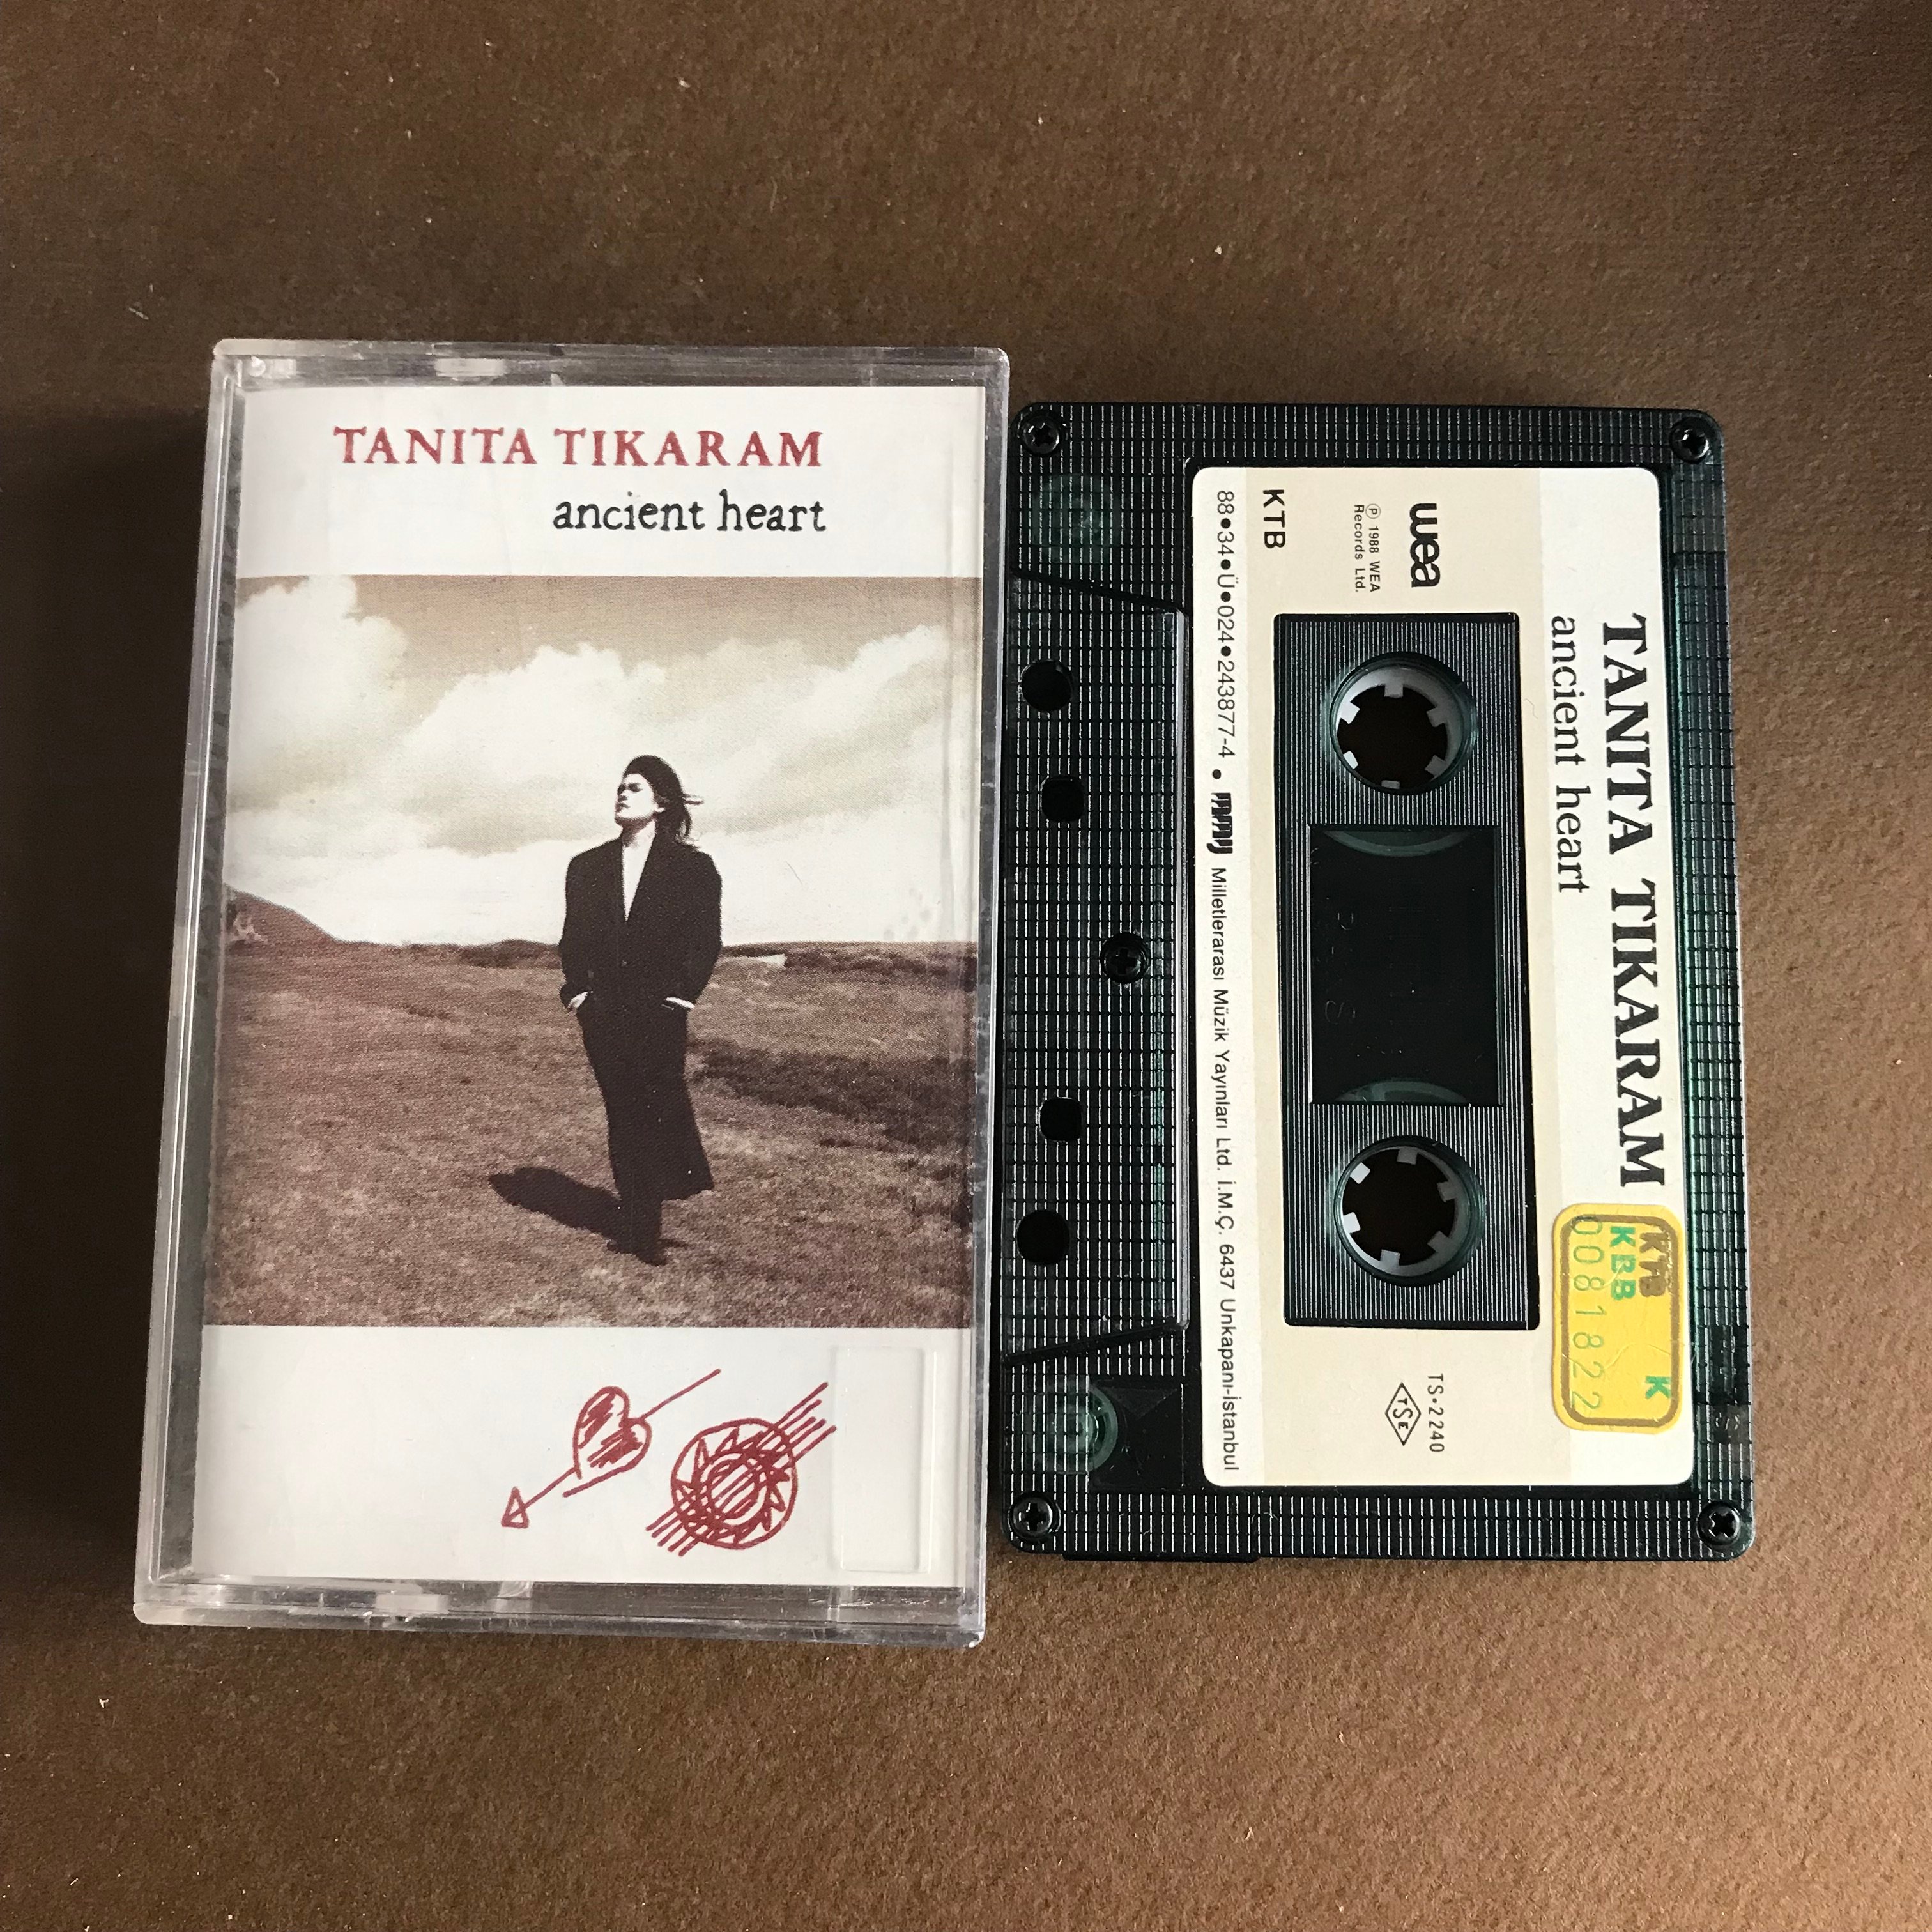 TANITA TIKARAM
ancient heart
TANITA TIKARAM
ancient heart
wea
℗ 1988 WEA
Records Ltd.
KTB
88•34•Ü•024•243877-4 • Milletlerarası Müzik Yayınları Ltd. İ.M.Ç. 6437 Unkapanı-İstanbul
TS•2240
TSE
K
KTB
KBB
0081822